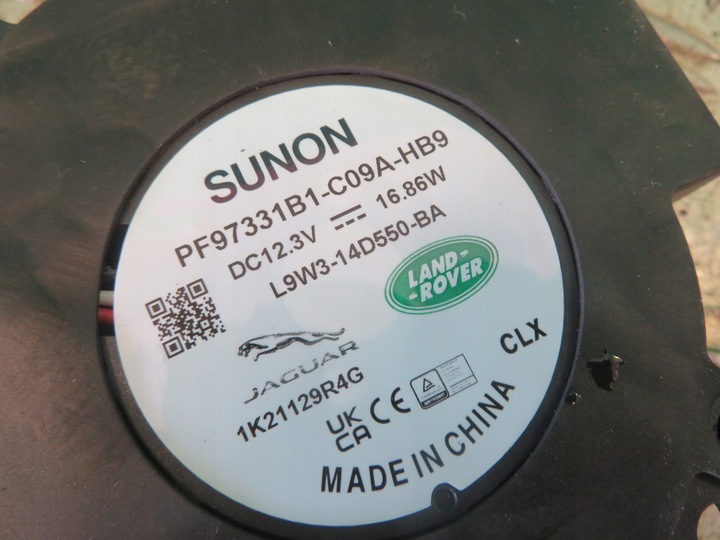 SUNON
PF97331B1-C09A-HB9
DC12.3V ⎓ 16.86W
L9W3-14D550-BA
LAND-
-ROVER
JAGUAR
1K21129R4G
UK
CA
CE
CLX
MADE IN CHINA